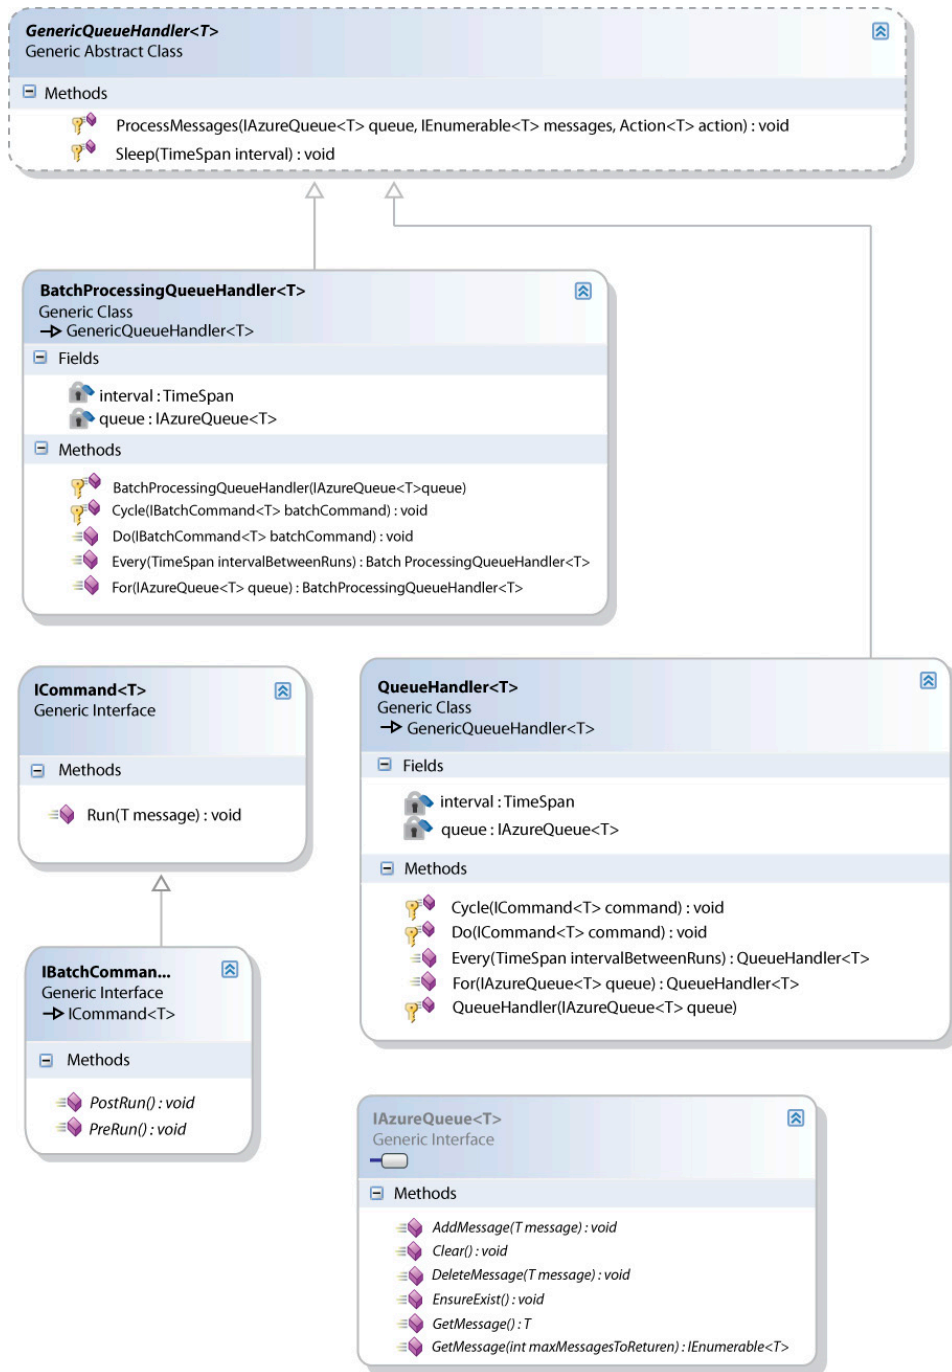 GenericQueueHandler<T>
Generic Abstract Class
Methods
ProcessMessages(IAzureQueue<T> queue, IEnumerable<T> messages, Action<T> action) : void
Sleep(TimeSpan interval) : void
BatchProcessingQueueHandler<T>
Generic Class
GenericQueueHandler<T>
Fields
interval : TimeSpan
queue : IAzureQueue<T>
Methods
BatchProcessingQueueHandler(IAzureQueue<T>queue)
Cycle(IBatchCommand<T> batchCommand) : void
Do(IBatchCommand<T> batchCommand) : void
Every(TimeSpan intervalBetweenRuns) : Batch ProcessingQueueHandler<T>
For(IAzureQueue<T> queue) : BatchProcessingQueueHandler<T>
ICommand<T>
Generic Interface
Methods
Run(T message) : void
QueueHandler<T>
Generic Class
GenericQueueHandler<T>
Fields
interval : TimeSpan
queue : IAzureQueue<T>
Methods
Cycle(ICommand<T> command) : void
Do(ICommand<T> command) : void
Every(TimeSpan intervalBetweenRuns) : QueueHandler<T>
For(IAzureQueue<T> queue) : QueueHandler<T>
QueueHandler(IAzureQueue<T> queue)
IBatchComman...
Generic Interface
ICommand<T>
Methods
PostRun() : void
PreRun() : void
IAzureQueue<T>
Generic Interface
Methods
AddMessage(T message) : void
Clear() : void
DeleteMessage(T message) : void
EnsureExist() : void
GetMessage() : T
GetMessage(int maxMessagesToReturen) : IEnumerable<T>